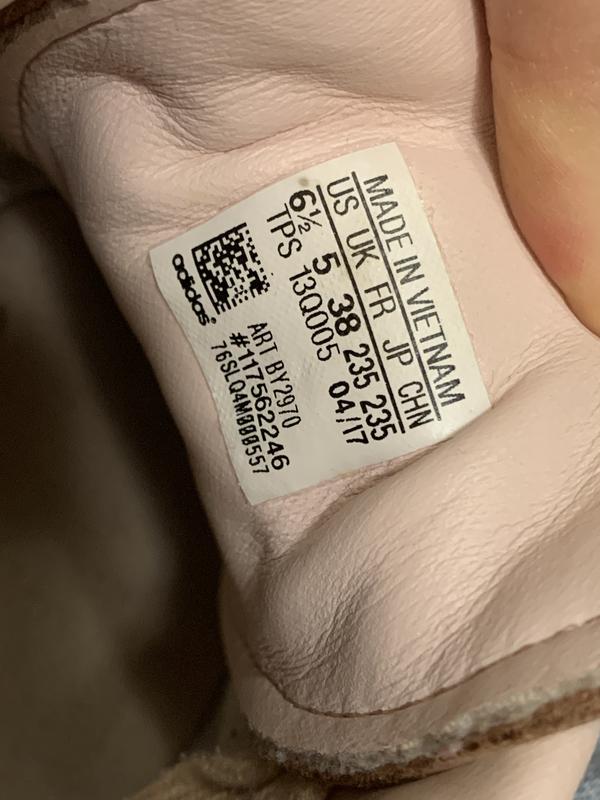 MADE IN VIETNAM
US UK FR JP CHN
6½ 5 38 235 235
TPS 13Q005 04/17
ART BY2970
#117562246
76SLQ4M000557
adidas